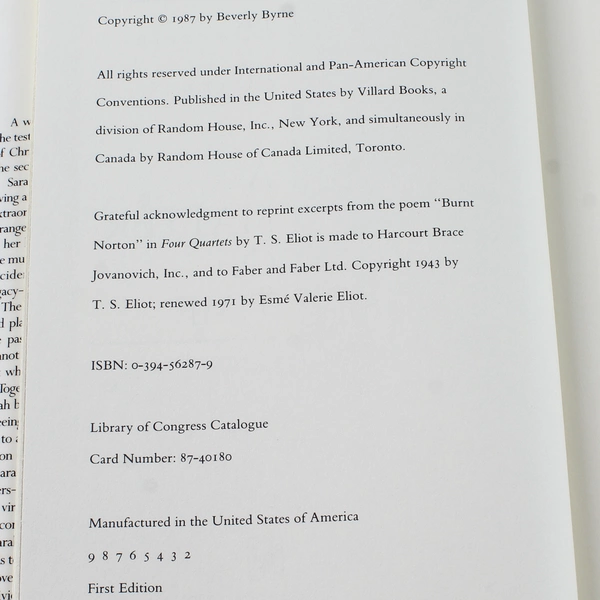 Copyright © 1987 by Beverly Byrne
All rights reserved under International and Pan-American Copyright
Conventions. Published in the United States by Villard Books, a
division of Random House, Inc., New York, and simultaneously in
Canada by Random House of Canada Limited, Toronto.
Grateful acknowledgment to reprint excerpts from the poem “Burnt
Norton” in Four Quartets by T. S. Eliot is made to Harcourt Brace
Jovanovich, Inc., and to Faber and Faber Ltd. Copyright 1943 by
T. S. Eliot; renewed 1971 by Esmé Valerie Eliot.
ISBN: 0-394-56287-9
Library of Congress Catalogue
Card Number: 87-40180
Manufactured in the United States of America
9 8 7 6 5 4 3 2
First Edition